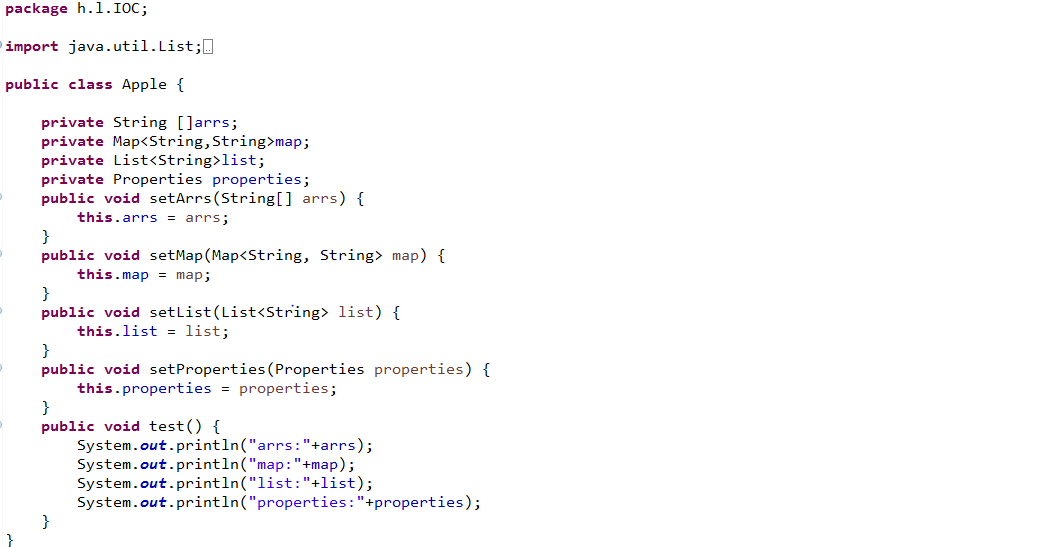 package h.l.IOC;
import java.util.List;
public class Apple {
private String []arrs;
private Map<String,String>map;
private List<String>list;
private Properties properties;
public void setArrs(String[] arrs) {
this.arrs = arrs;
}
public void setMap(Map<String, String> map) {
this.map = map;
}
public void setList(List<String> list) {
this.list = list;
}
public void setProperties(Properties properties) {
this.properties = properties;
}
public void test() {
System.out.println("arrs:"+arrs);
System.out.println("map:"+map);
System.out.println("list:"+list);
System.out.println("properties:"+properties);
}
}